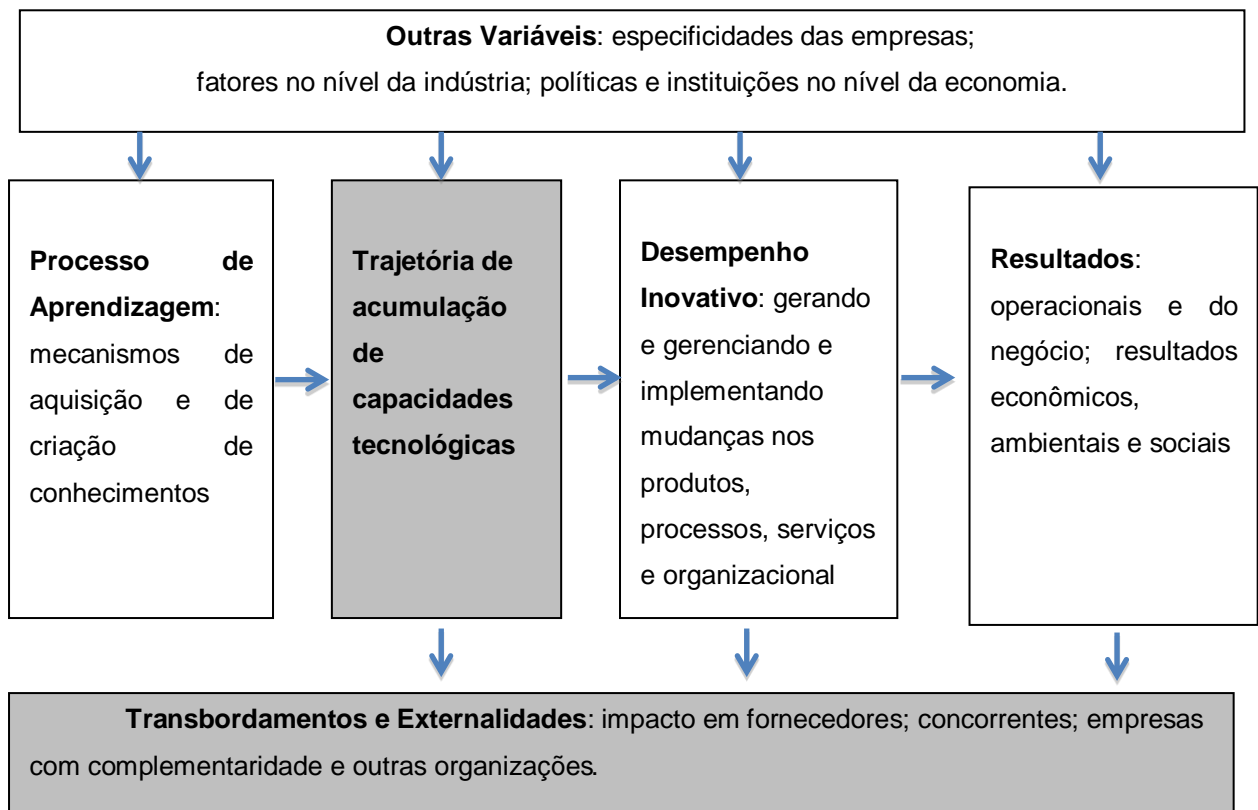 Outras Variáveis: especificidades das empresas;
fatores no nível da indústria; políticas e instituições no nível da economia.
Processo de
Aprendizagem:
mecanismos de
aquisição e de
criação de
conhecimentos
Trajetória de
acumulação
de
capacidades
tecnológicas
Desempenho
Inovativo: gerando
e gerenciando e
implementando
mudanças nos
produtos,
processos, serviços
e organizacional
Resultados:
operacionais e do
negócio; resultados
econômicos,
ambientais e sociais
Transbordamentos e Externalidades: impacto em fornecedores; concorrentes; empresas
com complementaridade e outras organizações.